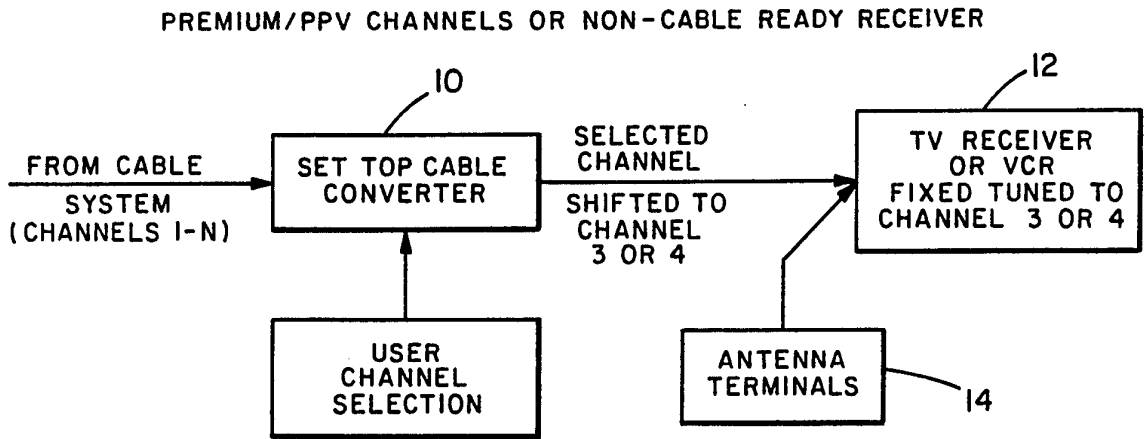 PREMIUM/PPV CHANNELS OR NON-CABLE READY RECEIVER
10
12
FROM CABLE
SYSTEM
(CHANNELS 1-N)
SET TOP CABLE
CONVERTER
SELECTED
CHANNEL
SHIFTED TO
CHANNEL
3 OR 4
TV RECEIVER
OR VCR
FIXED TUNED TO
CHANNEL 3 OR 4
USER
CHANNEL
SELECTION
ANTENNA
TERMINALS
14